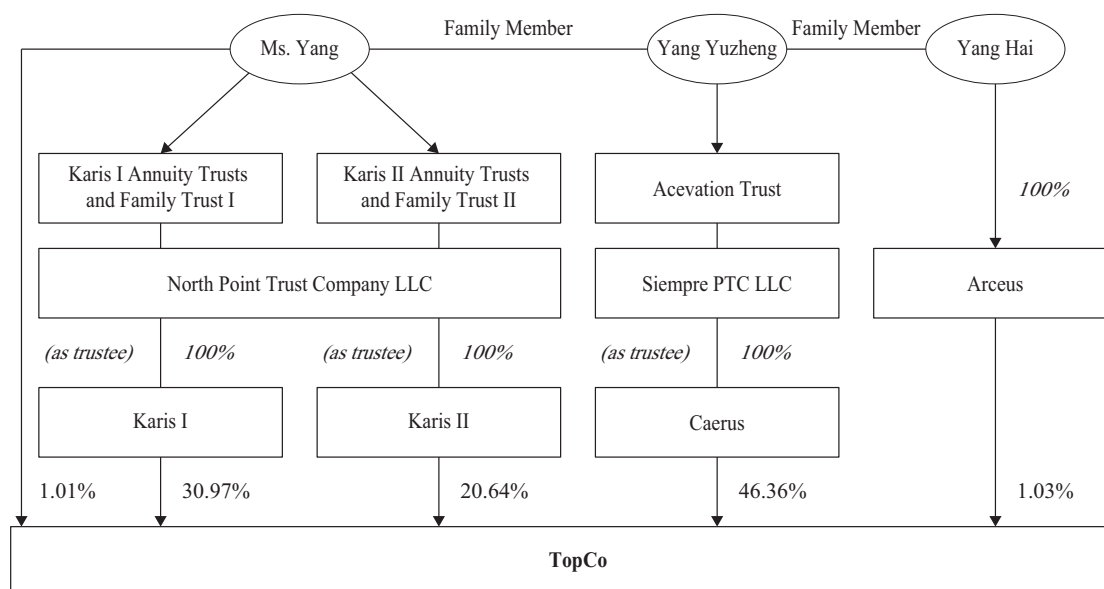 Family Member
Family Member
Ms. Yang
Yang Yuzheng
Yang Hai
Karis I Annuity Trusts
and Family Trust I
Karis II Annuity Trusts
and Family Trust II
Acevation Trust
100%
North Point Trust Company LLC
Siempre PTC LLC
Arceus
(as trustee)
100%
(as trustee)
100%
(as trustee)
100%
Karis I
Karis II
Caerus
1.01%
30.97%
20.64%
46.36%
1.03%
TopCo